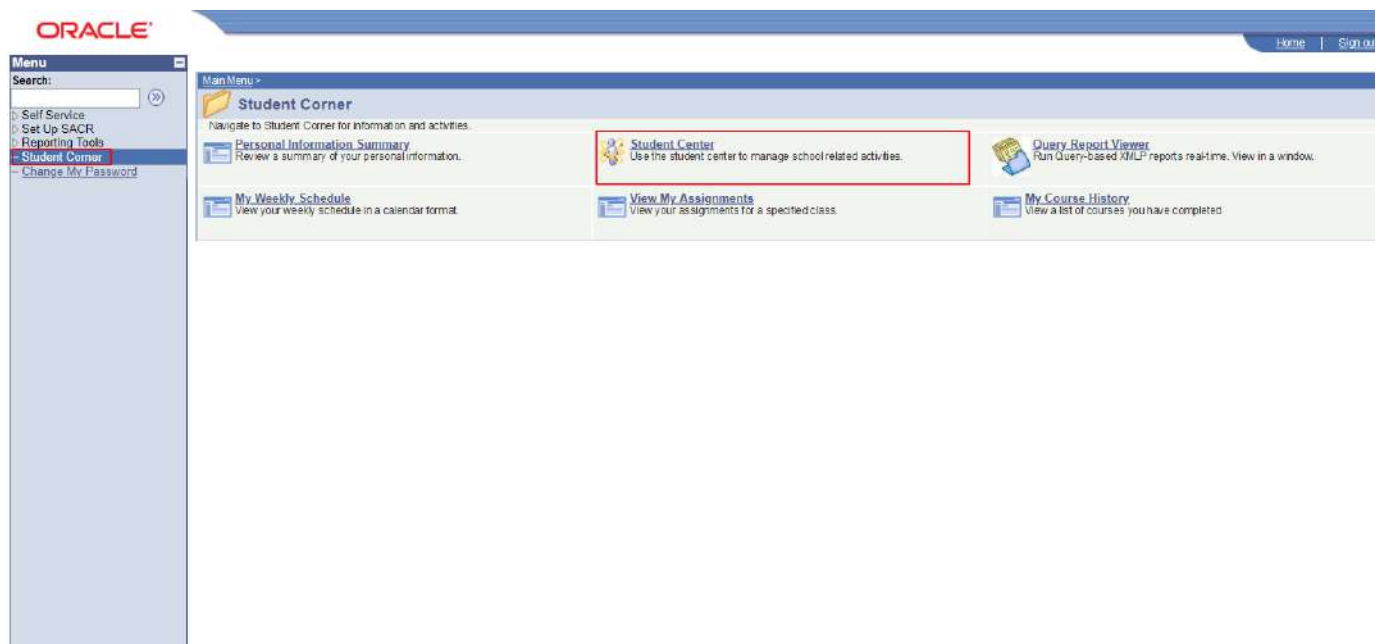 ORACLE'
Home | Sign ou
Menu
Search:
Self Service
Set Up SACR
Reporting Tools
Student Corner
Change My Password
Main Menu >
Student Corner
Navigate to Student Corner for information and activities.
Personal Information Summary
Review a summary of your personal information.
Student Center
Use the student center to manage school related activities.
Query Report Viewer
Run Query-based XMLP reports real-time. View in a window.
My Weekly Schedule
View your weekly schedule in a calendar format.
View My Assignments
View your assignments for a specified class.
My Course History
View a list of courses you have completed